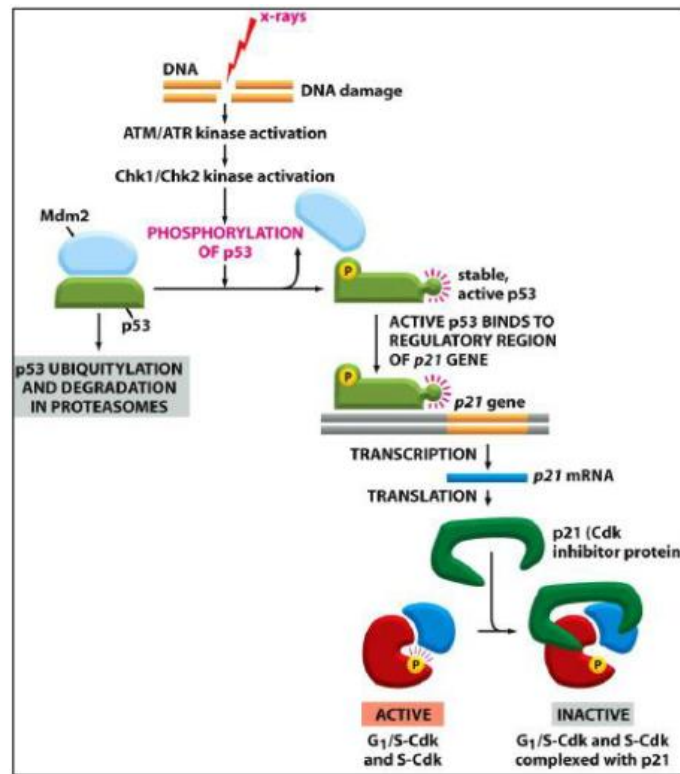 x-rays
DNA
DNA damage
ATM/ATR kinase activation
Chk1/Chk2 kinase activation
Mdm2
PHOSPHORYLATION
OF p53
P
stable,
active p53
p53
ACTIVE p53 BINDS TO
REGULATORY REGION
OF p21 GENE
p53 UBIQUITYLATION
AND DEGRADATION
IN PROTEASOMES
P
p21 gene
TRANSCRIPTION
p21 mRNA
TRANSLATION
p21 (Cdk
inhibitor protein
P
P
ACTIVE
INACTIVE
G1/S-Cdk
and S-Cdk
G1/S-Cdk and S-Cdk
complexed with p21